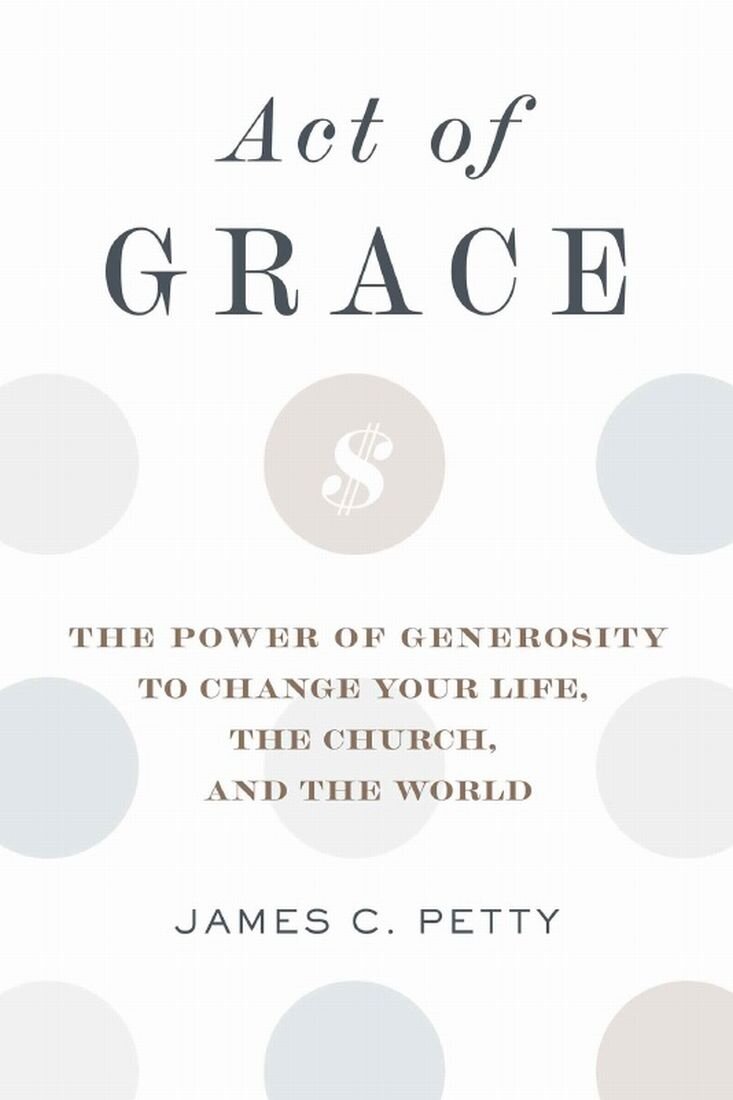 Act of
GRACE
$
THE POWER OF GENEROSITY
TO CHANGE YOUR LIFE,
THE CHURCH,
AND THE WORLD
JAMES C. PETTY